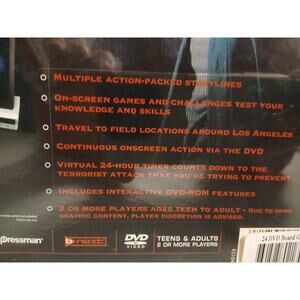 MULTIPLE ACTION-PACKED STORYLINES
ON-SCREEN GAMES AND CHALLENGES TEST YOUR
KNOWLEDGE AND SKILLS
TRAVEL TO FIELD LOCATIONS AROUND LOS ANGELES
CONTINUOUS ONSCREEN ACTION VIA THE DVD
VIRTUAL 24-HOUR TIMER COUNTS DOWN TO THE
TERRORIST ATTACK THAT YOU'RE TRYING TO PREVENT
INCLUDES INTERACTIVE DVD-ROM FEATURES
2 OR MORE PLAYERS AGES TEEN TO ADULT - DUE TO SOME
GRAPHIC CONTENT, PLAYER DISCRETION IS ADVISED.
pressman
b-next
DVD
VIDEO
TEENS & ADULTS
2 OR MORE PLAYERS
24 DVD Board G